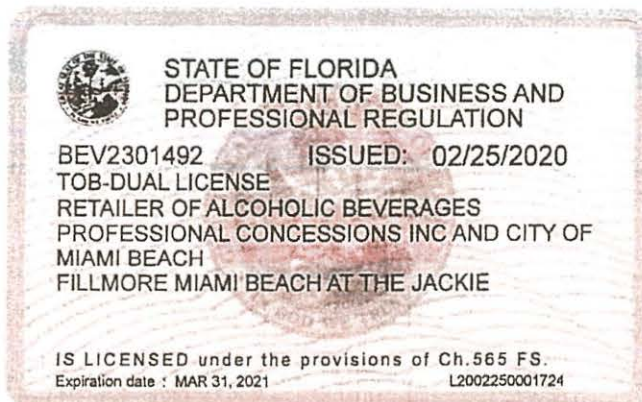 STATE OF FLORIDA
DEPARTMENT OF BUSINESS AND
PROFESSIONAL REGULATION
BEV2301492 ISSUED: 02/25/2020
TOB-DUAL LICENSE
RETAILER OF ALCOHOLIC BEVERAGES
PROFESSIONAL CONCESSIONS INC AND CITY OF
MIAMI BEACH
FILLMORE MIAMI BEACH AT THE JACKIE
IS LICENSED under the provisions of Ch.565 FS.
Expiration date : MAR 31, 2021 L2002250001724